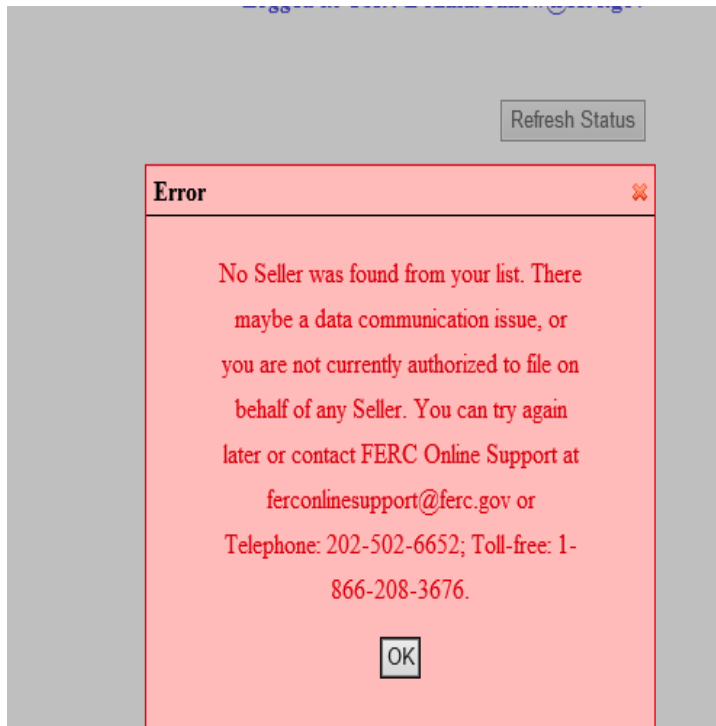 Refresh Status
Error
No Seller was found from your list. There
maybe a data communication issue, or
you are not currently authorized to file on
behalf of any Seller. You can try again
later or contact FERC Online Support at
ferconlinesupport@ferc.gov or
Telephone: 202-502-6652; Toll-free: 1-
866-208-3676.
OK